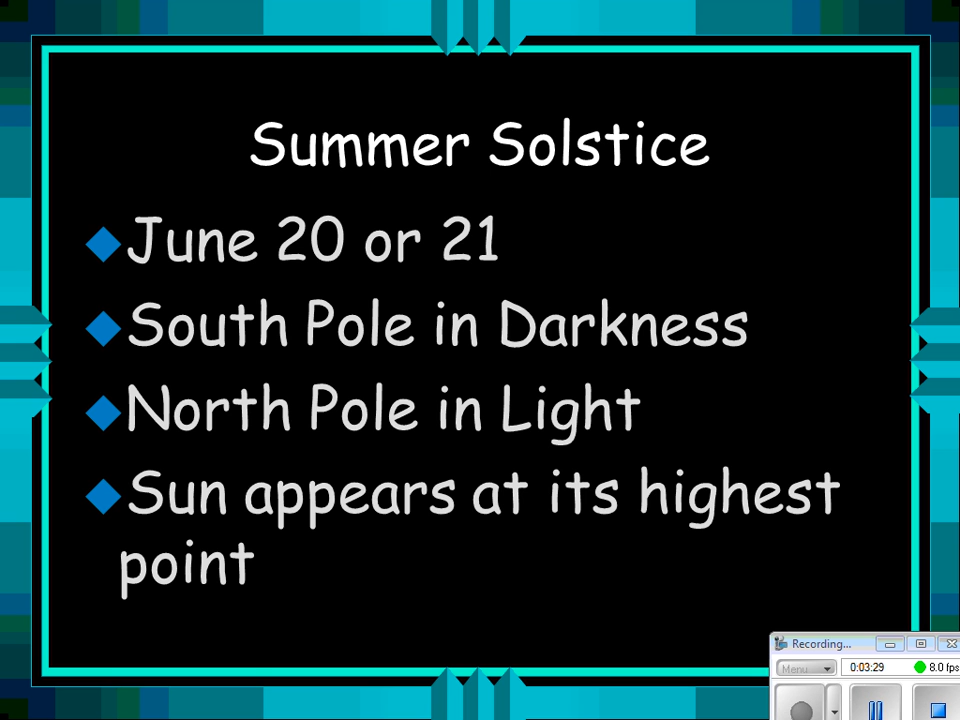 Summer Solstice
June 20 or 21
South Pole in Darkness
North Pole in Light
Sun appears at its highest
point
Recording...
Menu 0:03:29 8.0 fps